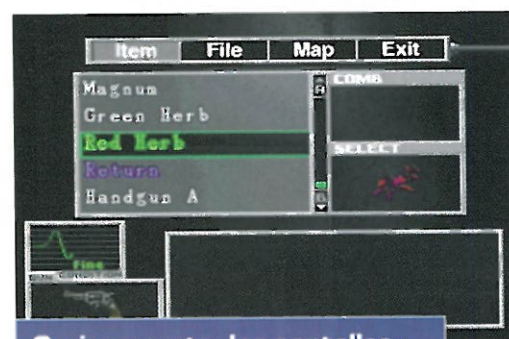 Item File Map Exit
Magnum
Green Herb
Red Herb
Return
Handgun A
COMB
SELECT
Fine